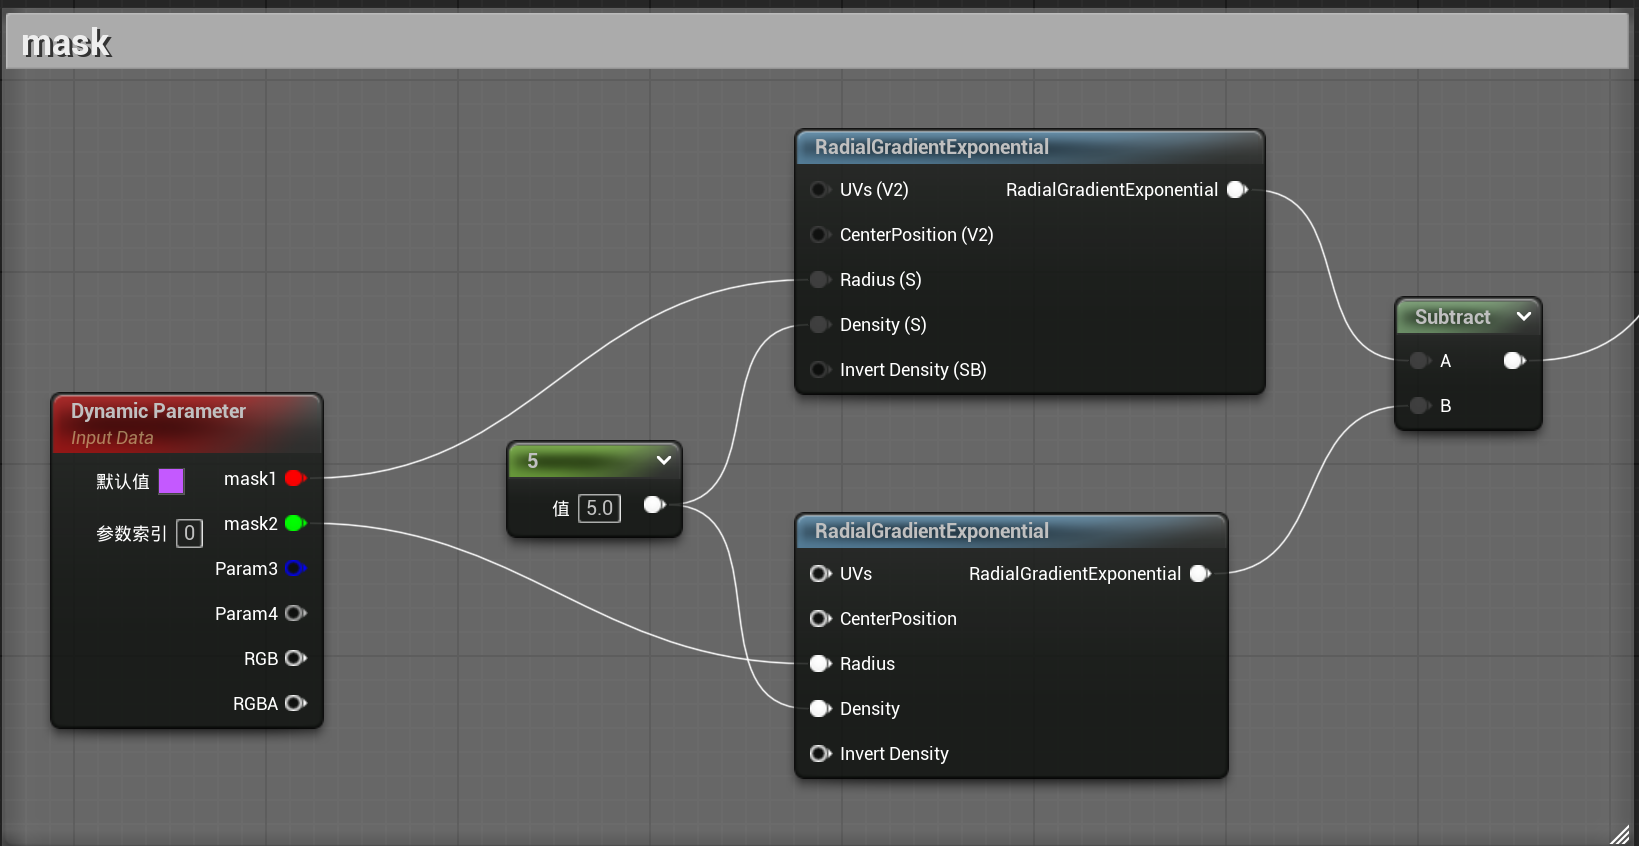 mask
RadialGradientExponential
UVs (V2)
RadialGradientExponential
CenterPosition (V2)
Radius (S)
Density (S)
Invert Density (SB)
Subtract
A
B
Dynamic Parameter
Input Data
默认值
mask1
参数索引 0
mask2
Param3
Param4
RGB
RGBA
5
值 5.0
RadialGradientExponential
UVs
RadialGradientExponential
CenterPosition
Radius
Density
Invert Density